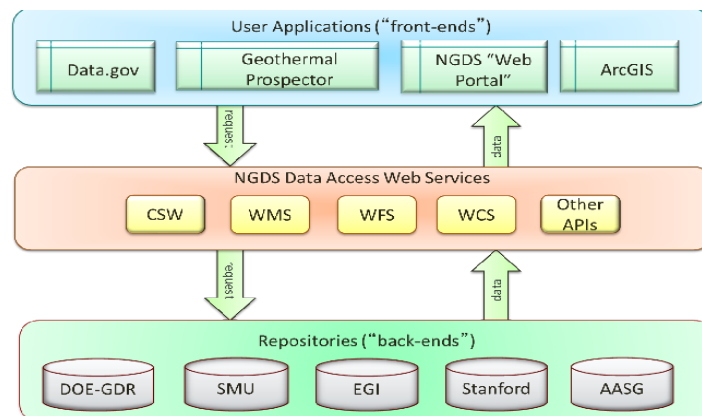 User Applications (“front-ends”)
Data.gov
Geothermal
Prospector
NGDS “Web
Portal”
ArcGIS
request
data
NGDS Data Access Web Services
CSW
WMS
WFS
WCS
Other
APIs
request
data
Repositories (“back-ends”)
DOE-GDR
SMU
EGI
Stanford
AASG